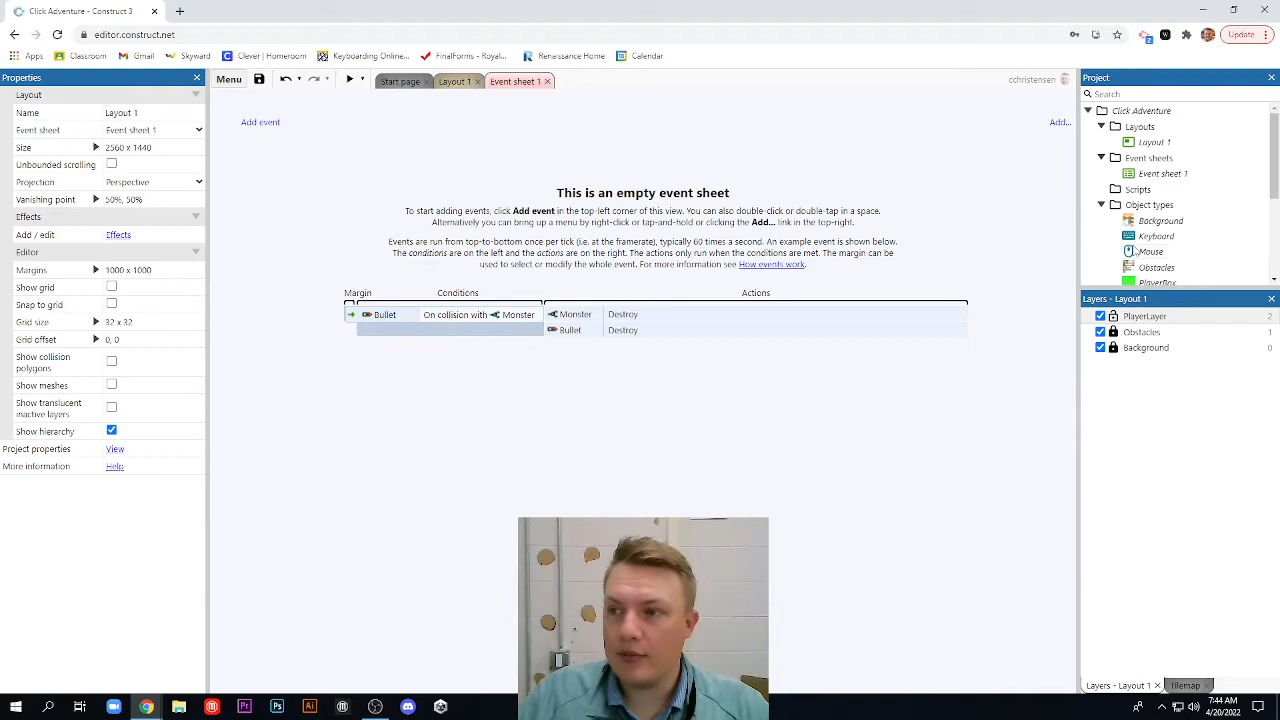 Click Adventure - Construct 3
editor.construct.net
Update
Apps
Classroom
Gmail
Skyward
Clever | Homeroom
Keyboarding Online...
FinalForms - Royal...
Renaissance Home
Calendar
Properties
Menu
Start page
Layout 1
Event sheet 1
cchristensen
Project
Layout
Name Layout 1
Event sheet Event sheet 1
Size 2560 x 1440
Unbounded scrolling
Projection Perspective
Vanishing point 50%, 50%
Effects
Add / edit Effects
Editor
Margins 1000 x 1000
Show grid
Snap to grid
Grid size 32 x 32
Grid offset 0, 0
Show collision
polygons
Show meshes
Show translucent
inactive layers
Show hierarchy
Project properties View
More information Help
Add event
Add...
This is an empty event sheet
To start adding events, click Add event in the top-left corner of this view. You can also double-click or double-tap in a space.
Alternatively you can bring up a menu by right-click or tap-and-hold or clicking the Add... link in the top-right.
Events are run from top-to-bottom once per tick (i.e. at the framerate), typically 60 times a second. An example event is shown below.
The conditions are on the left and the actions are on the right. The actions only run when the conditions are met. The margin can be
used to select or modify the whole event. For more information see How events work.
Margin Conditions Actions
Bullet On collision with Monster Monster Destroy
Bullet Destroy
Search
Click Adventure
Layouts
Layout 1
Event sheets
Event sheet 1
Scripts
Object types
Background
Keyboard
Mouse
Obstacles
PlayerBox
Layers - Layout 1
PlayerLayer 2
Obstacles 1
Background 0
Layers - Layout 1
Tilemap
7:44 AM
4/20/2022